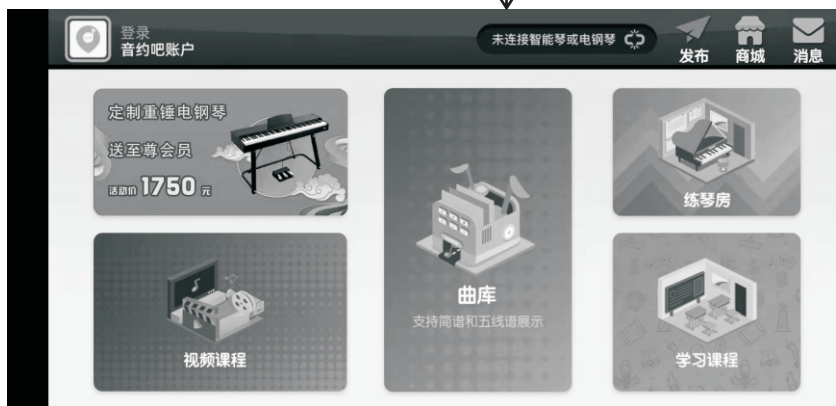 登录
音约吧账户
未连接智能琴或电钢琴
发布
商城
消息
定制重锤电钢琴
送至尊会员
活动价 1750 元
曲库
支持简谱和五线谱展示
练琴房
视频课程
学习课程